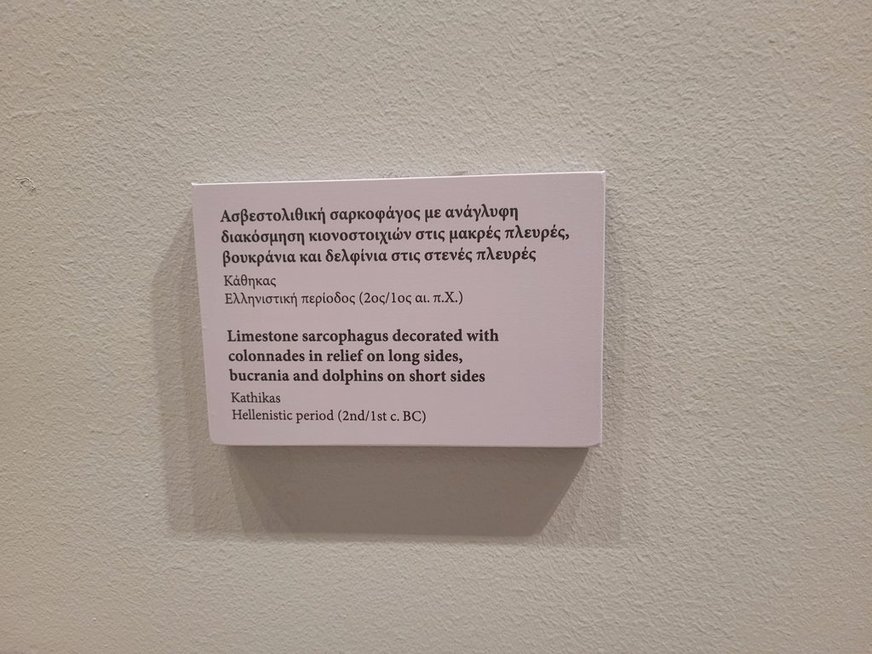 Ασβεστολιθική σαρκοφάγος με ανάγλυφη
διακόσμηση κιονοστοιχιών στις μακρές πλευρές,
βουκράνια και δελφίνια στις στενές πλευρές
Κάθηκας
Ελληνιστική περίοδος (2ος/1ος αι. π.Χ.)
Limestone sarcophagus decorated with
colonnades in relief on long sides,
bucrania and dolphins on short sides
Kathikas
Hellenistic period (2nd/1st c. BC)